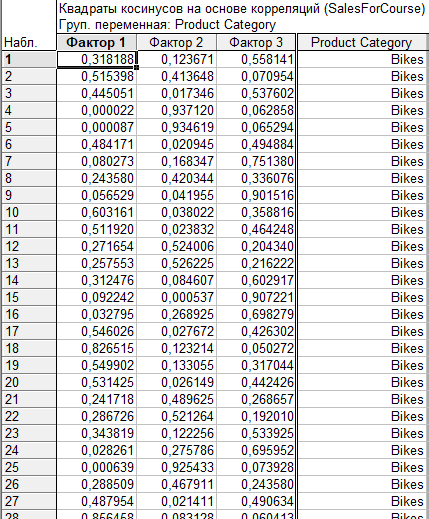 Квадраты косинусов на основе корреляций (SalesForCourse)
Груп. переменная: Product Category
Набл. Фактор 1 Фактор 2 Фактор 3 Product Category
1 0,318188 0,123671 0,558141 Bikes
2 0,515398 0,413648 0,070954 Bikes
3 0,445051 0,017346 0,537602 Bikes
4 0,000022 0,937120 0,062858 Bikes
5 0,000087 0,934619 0,065294 Bikes
6 0,484171 0,020945 0,494884 Bikes
7 0,080273 0,168347 0,751380 Bikes
8 0,243580 0,420344 0,336076 Bikes
9 0,056529 0,041955 0,901516 Bikes
10 0,603161 0,038022 0,358816 Bikes
11 0,511920 0,023832 0,464248 Bikes
12 0,271654 0,524006 0,204340 Bikes
13 0,257553 0,526225 0,216222 Bikes
14 0,312476 0,084607 0,602917 Bikes
15 0,092242 0,000537 0,907221 Bikes
16 0,032795 0,268925 0,698279 Bikes
17 0,546026 0,027672 0,426302 Bikes
18 0,826515 0,123214 0,050272 Bikes
19 0,549902 0,133055 0,317044 Bikes
20 0,531425 0,026149 0,442426 Bikes
21 0,241718 0,489625 0,268657 Bikes
22 0,286726 0,521264 0,192010 Bikes
23 0,343819 0,122256 0,533925 Bikes
24 0,028261 0,275786 0,695952 Bikes
25 0,000639 0,925433 0,073928 Bikes
26 0,288509 0,467911 0,243580 Bikes
27 0,487954 0,021411 0,490634 Bikes
28 0,856458 0,083128 0,060413 Bikes